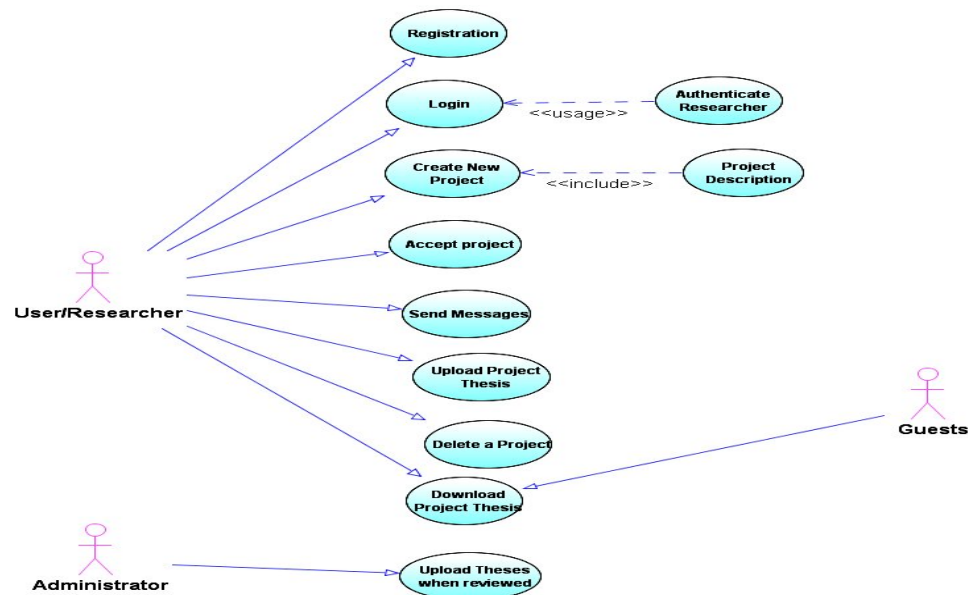 Registration
Login
<<usage>>
Authenticate
Researcher
Create New
Project
<<include>>
Project
Description
Accept project
User/Researcher
Send Messages
Upload Project
Thesis
Guests
Delete a Project
Download
Project Thesis
Administrator
Upload Theses
when reviewed